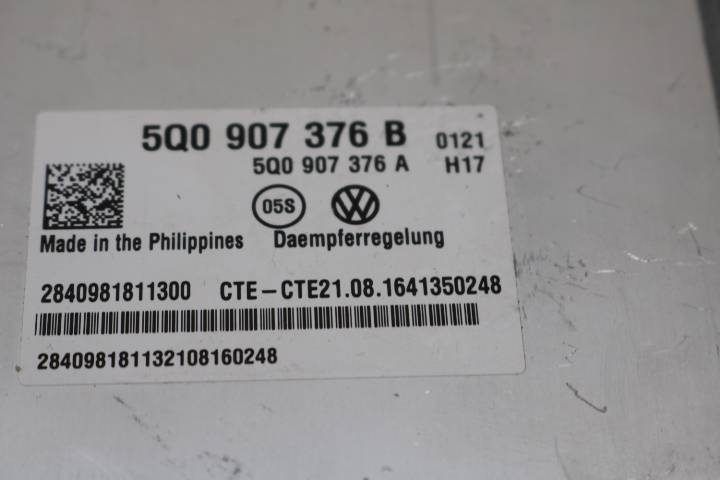 5Q0 907 376 B 0121
5Q0 907 376 A H17
05S VW
Made in the Philippines Daempferregelung
2840981811300 CTE-CTE21.08.1641350248
284098181132108160248